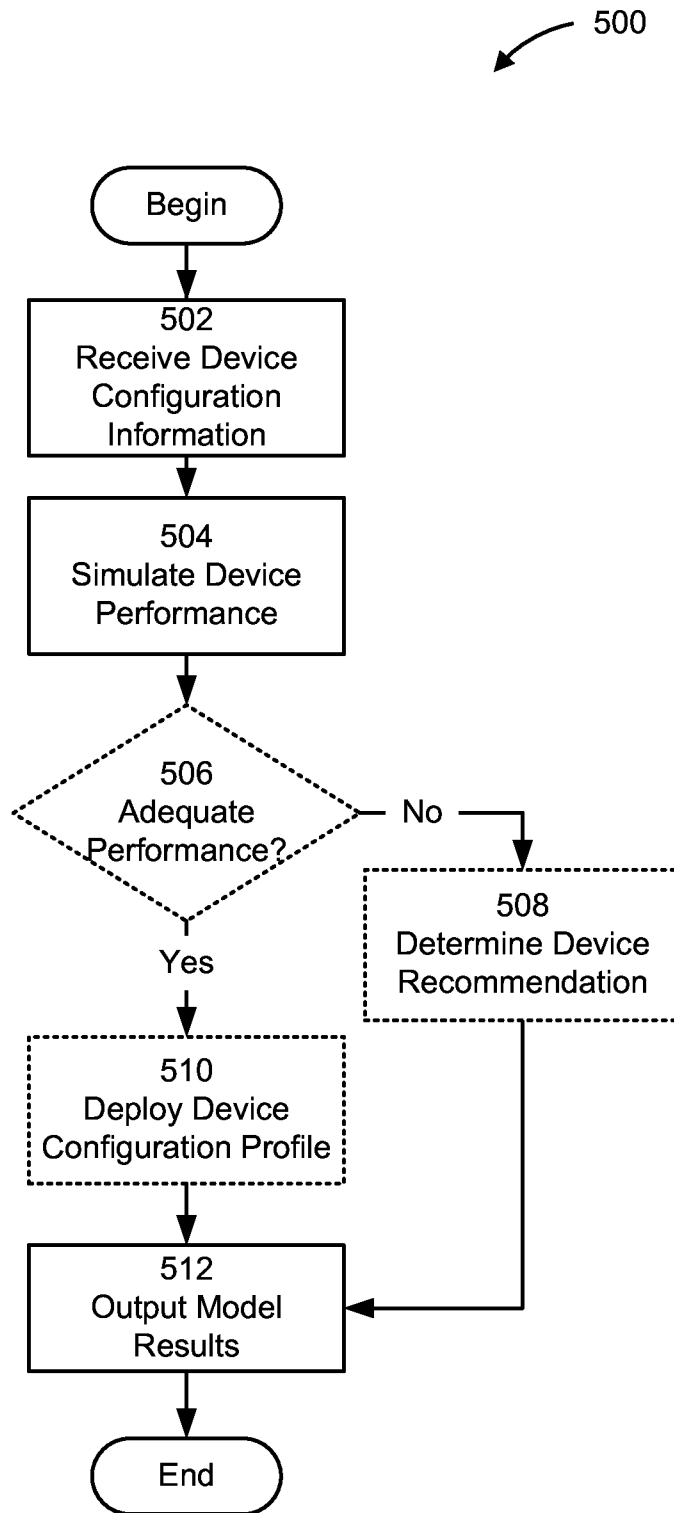 500
Begin
502
Receive Device
Configuration
Information
504
Simulate Device
Performance
506
Adequate
Performance?
No
508
Determine Device
Recommendation
Yes
510
Deploy Device
Configuration Profile
512
Output Model
Results
End